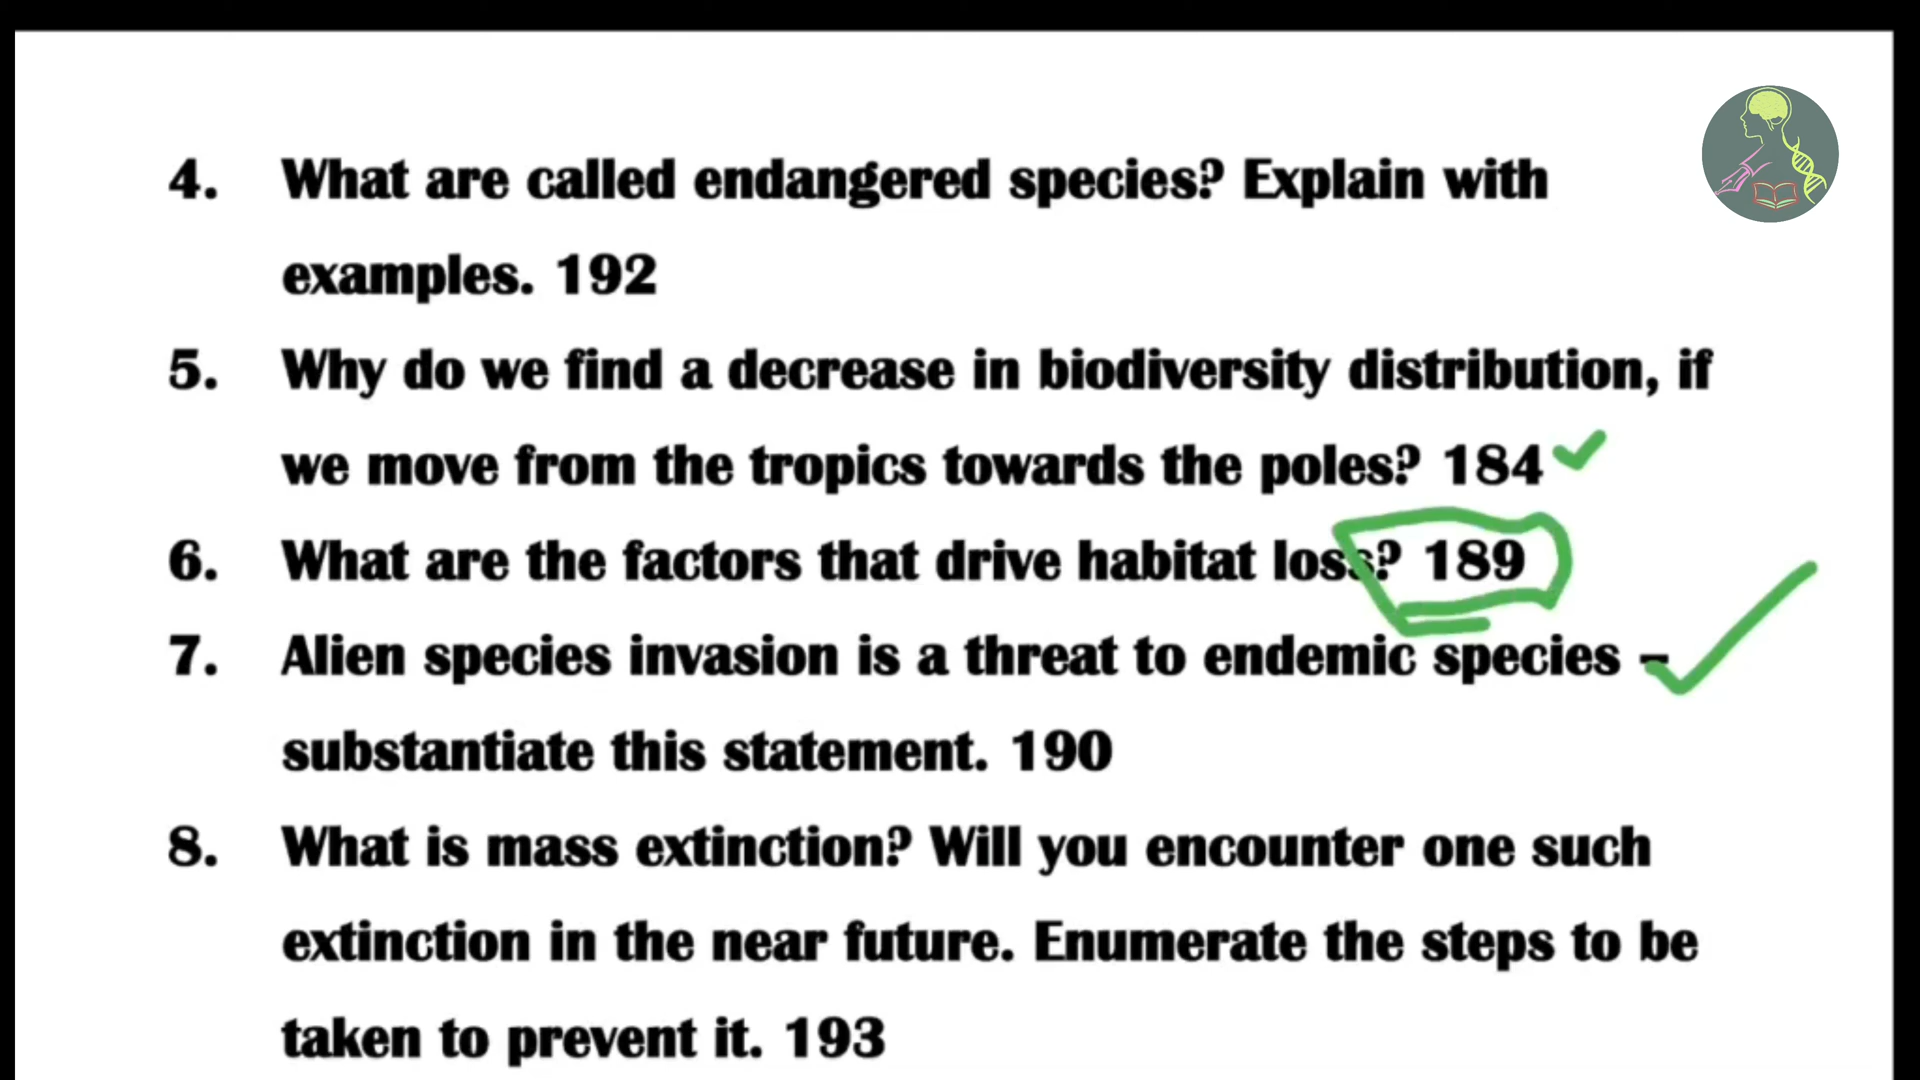 4. What are called endangered species? Explain with
examples. 192
5. Why do we find a decrease in biodiversity distribution, if
we move from the tropics towards the poles? 184
6. What are the factors that drive habitat loss? 189
7. Alien species invasion is a threat to endemic species –
substantiate this statement. 190
8. What is mass extinction? Will you encounter one such
extinction in the near future. Enumerate the steps to be
taken to prevent it. 193